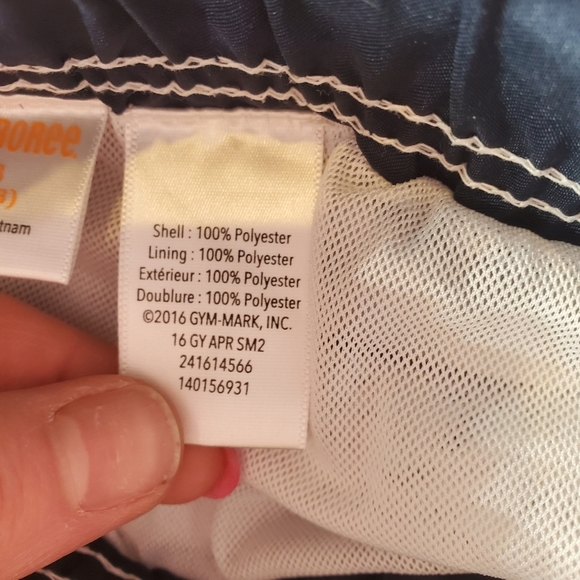 Shell : 100% Polyester
Lining : 100% Polyester
Extérieur : 100% Polyester
Doublure : 100% Polyester
©2016 GYM-MARK, INC.
16 GY APR SM2
241614566
140156931